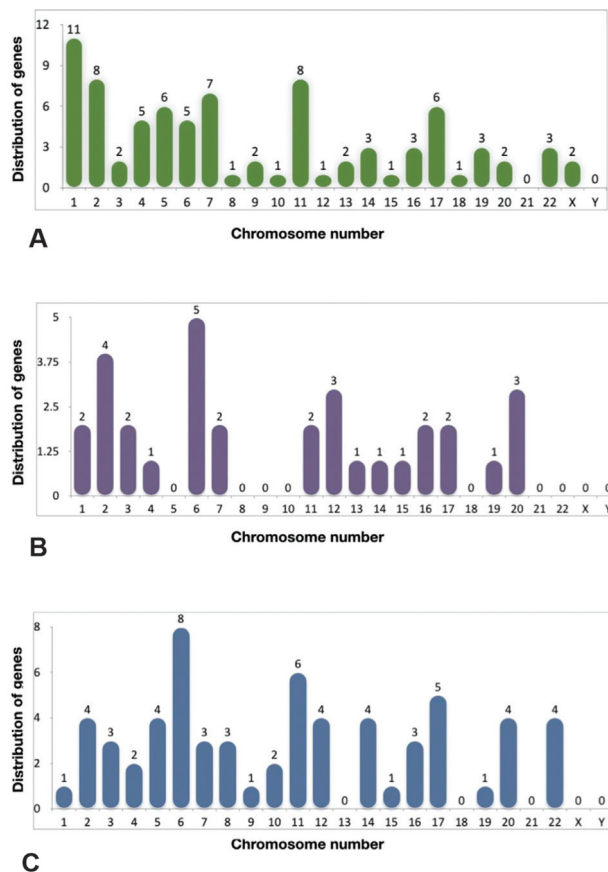 Distribution of genes
12
9
6
3
0
11 8 2 5 6 5 7 1 2 1 8 1 2 3 1 3 6 1 3 2 0 3 2 0
1 2 3 4 5 6 7 8 9 10 11 12 13 14 15 16 17 18 19 20 21 22 X Y
Chromosome number
A
Distribution of genes
5
3.75
2.5
1.25
0
2 4 2 1 0 5 2 0 0 0 2 3 1 1 1 2 2 0 1 3 0 0 0 0
1 2 3 4 5 6 7 8 9 10 11 12 13 14 15 16 17 18 19 20 21 22 X Y
Chromosome number
B
Distribution of genes
8
6
4
2
0
1 4 3 2 4 8 3 3 1 2 6 4 0 4 1 3 5 0 1 4 0 4 0 0
1 2 3 4 5 6 7 8 9 10 11 12 13 14 15 16 17 18 19 20 21 22 X Y
Chromosome number
C